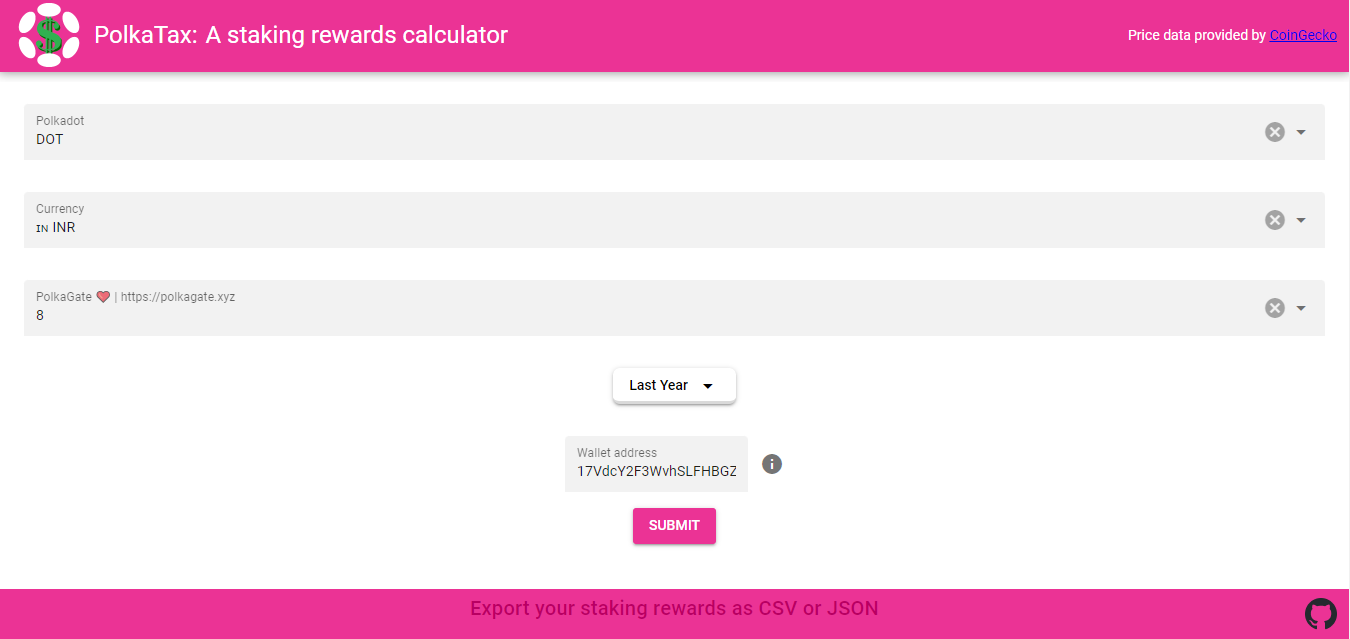 PolkaTax: A staking rewards calculator
Price data provided by CoinGecko
Polkadot
DOT
Currency
🇮🇳 INR
PolkaGate ❤️ | https://polkagate.xyz
8
Last Year
Wallet address
17VdcY2F3WvhSLFHBGZ
SUBMIT
Export your staking rewards as CSV or JSON